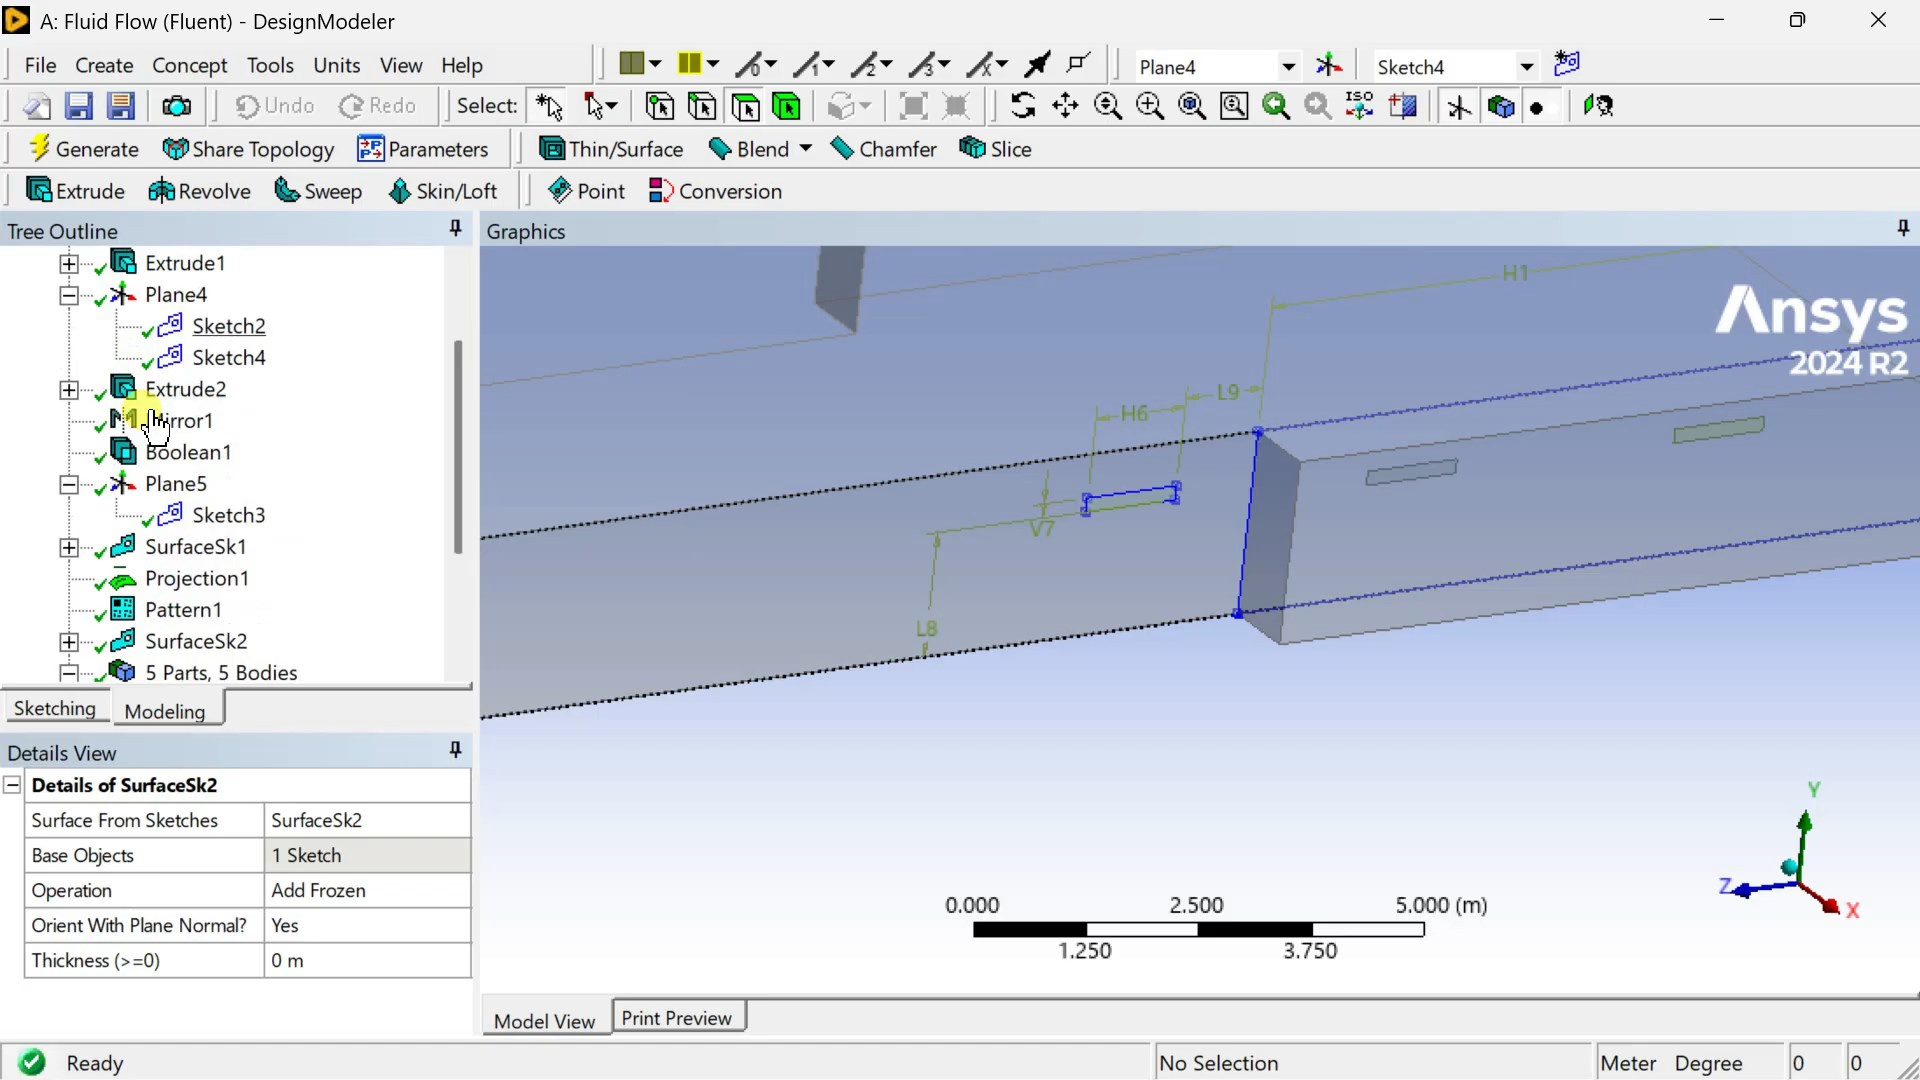 A: Fluid Flow (Fluent) - DesignModeler
File Create Concept Tools Units View Help
Plane4 Sketch4
Undo Redo Select: ISO
Generate Share Topology Parameters Thin/Surface Blend Chamfer Slice
Extrude Revolve Sweep Skin/Loft Point Conversion
Tree Outline
Graphics
Extrude1
Plane4
Sketch2
Sketch4
Extrude2
Mirror1
Boolean1
Plane5
Sketch3
SurfaceSk1
Projection1
Pattern1
SurfaceSk2
5 Parts, 5 Bodies
Sketching Modeling
Details View
Details of SurfaceSk2
Surface From Sketches SurfaceSk2
Base Objects 1 Sketch
Operation Add Frozen
Orient With Plane Normal? Yes
Thickness (>=0) 0 m
H1
Ansys
2024 R2
L9
H6
V7
L8
0.000 2.500 5.000 (m)
1.250 3.750
Y
Z
X
Model View Print Preview
Ready No Selection Meter Degree 0 0